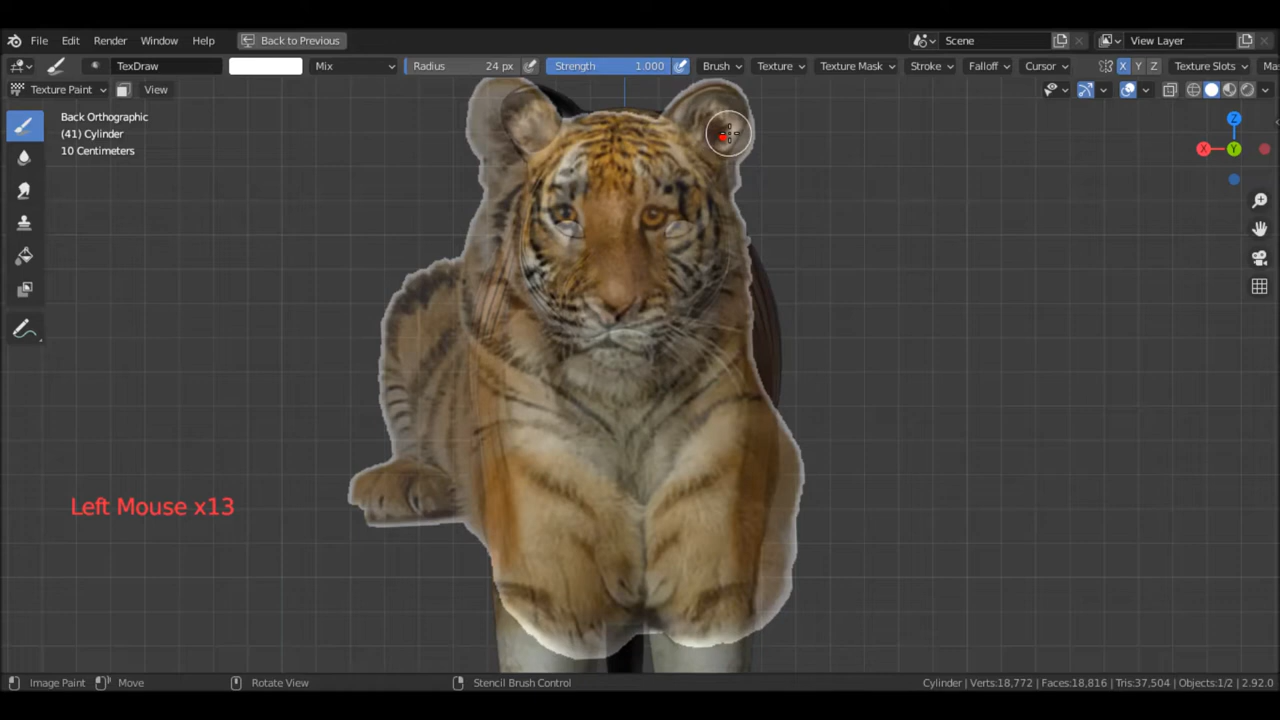 File Edit Render Window Help Back to Previous Scene View Layer
TexDraw Mix Radius 24 px Strength 1.000 Brush Texture Texture Mask Stroke Falloff Cursor X Y Z Texture Slots Mas
Texture Paint View
Back Orthographic
(41) Cylinder
10 Centimeters
Z
X
Y
Left Mouse x13
Image Paint Move Rotate View Stencil Brush Control Cylinder | Verts:18,772 | Faces:18,816 | Tris:37,504 | Objects:1/2 | 2.92.0